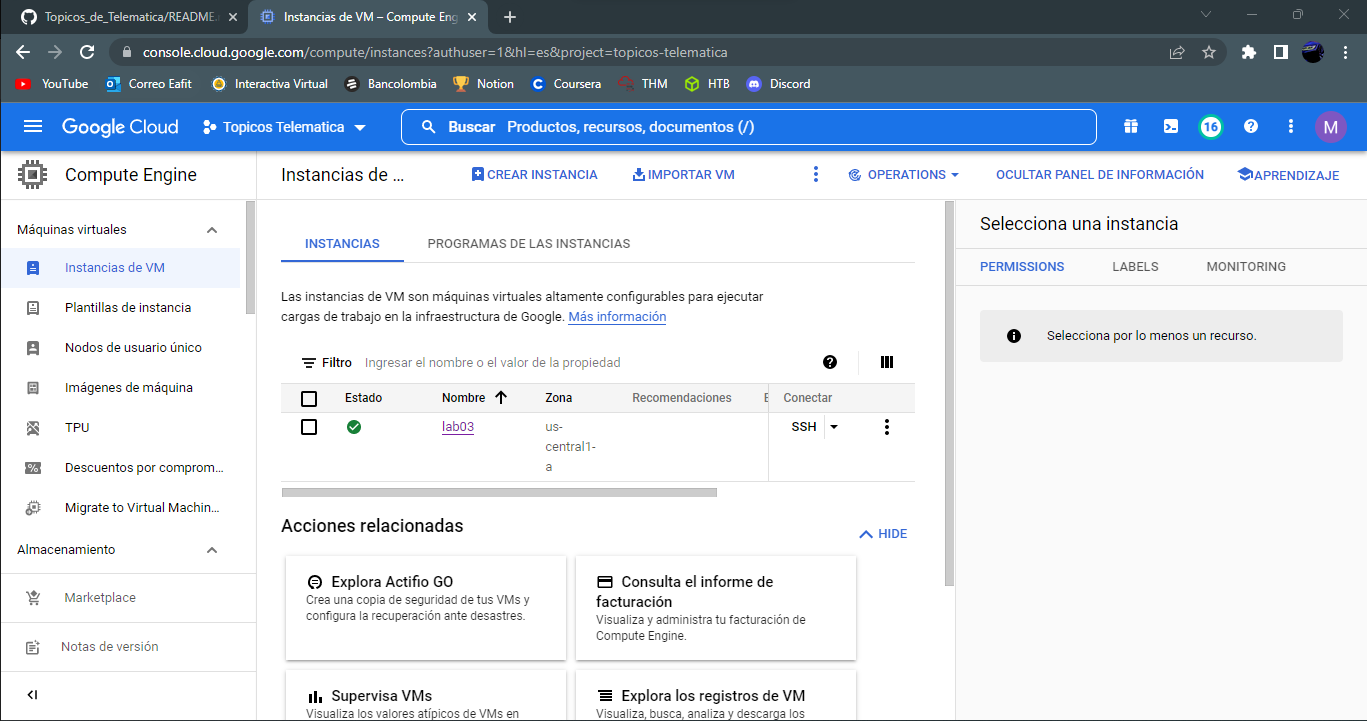 Topicos_de_Telematica/README.
Instancias de VM – Compute Eng
console.cloud.google.com/compute/instances?authuser=1&hl=es&project=topicos-telematica
YouTube
Correo Eafit
Interactiva Virtual
Bancolombia
Notion
Coursera
THM
HTB
Discord
Google Cloud
Topicos Telematica
Buscar Productos, recursos, documentos (/)
16
M
Compute Engine
Instancias de ...
CREAR INSTANCIA
IMPORTAR VM
OPERATIONS
OCULTAR PANEL DE INFORMACIÓN
APRENDIZAJE
Máquinas virtuales
Instancias de VM
Plantillas de instancia
Nodos de usuario único
Imágenes de máquina
TPU
Descuentos por comprom...
Migrate to Virtual Machin...
Almacenamiento
Marketplace
Notas de versión
INSTANCIAS
PROGRAMAS DE LAS INSTANCIAS
Las instancias de VM son máquinas virtuales altamente configurables para ejecutar
cargas de trabajo en la infraestructura de Google. Más información
Filtro Ingresar el nombre o el valor de la propiedad
Estado Nombre Zona Recomendaciones Conectar
lab03 us- SSH
central1-
a
Acciones relacionadas
HIDE
Explora Actifio GO
Crea una copia de seguridad de tus VMs y
configura la recuperación ante desastres.
Consulta el informe de
facturación
Visualiza y administra tu facturación de
Compute Engine.
Supervisa VMs
Visualiza los valores atípicos de VMs en
Explora los registros de VM
Visualiza, busca, analiza y descarga los
Selecciona una instancia
PERMISSIONS
LABELS
MONITORING
Selecciona por lo menos un recurso.